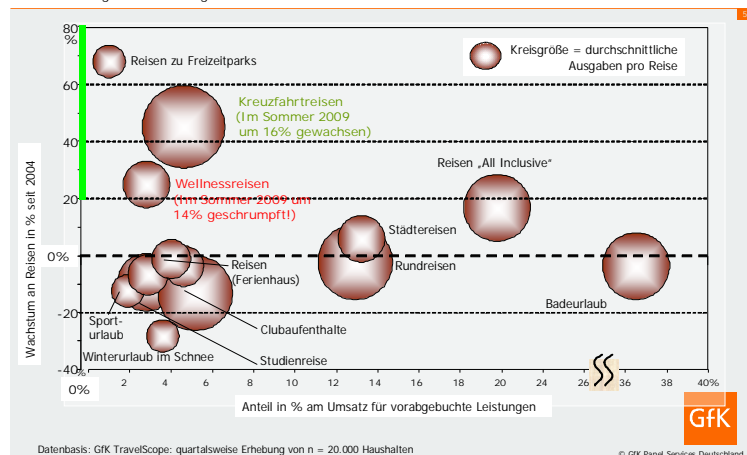 80
%
60
40
20
0%
-20
-40
%
0%
Wachstum an Reisen in % seit 2004
Reisen zu Freizeitparks
Kreisgröße = durchschnittliche
Ausgaben pro Reise
Kreuzfahrtreisen
(Im Sommer 2009
um 16% gewachsen)
Reisen „All Inclusive“
Wellnessreisen
(Im Sommer 2009 um
14% geschrumpft!)
Städtereisen
Reisen
(Ferienhaus)
Rundreisen
Badeurlaub
Sport-
urlaub
Clubaufenthalte
Winterurlaub im Schnee
Studienreise
2 4 6 8 10 12 14 16 18 20 22 24 26 36 38 40%
Anteil in % am Umsatz für vorabgebuchte Leistungen
GfK
Datenbasis: GfK TravelScope: quartalsweise Erhebung von n = 20.000 Haushalten
© GfK Panel Services Deutschland